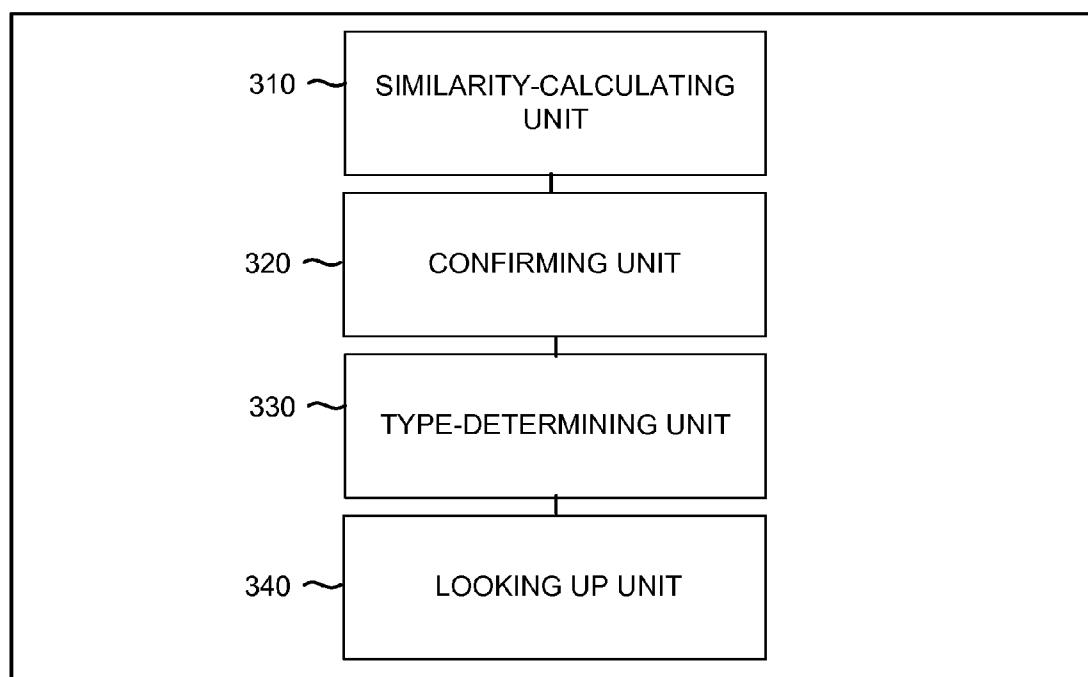 310
SIMILARITY-CALCULATING
UNIT
320
CONFIRMING UNIT
330
TYPE-DETERMINING UNIT
340
LOOKING UP UNIT